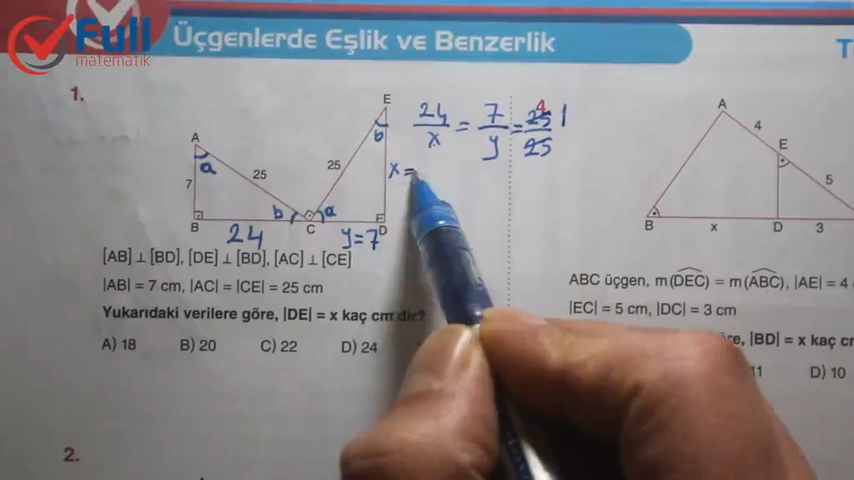 Full
matematik
Üçgenlerde Eşlik ve Benzerlik
1.
A
a
7
25
b
B
24
C
E
b
25
a
D
y=7
24/x = 7/y = 25/25 1
4
x=
[AB] ⊥ [BD], [DE] ⊥ [BD], [AC] ⊥ [CE]
|AB| = 7 cm, |AC| = |CE| = 25 cm
Yukarıdaki verilere göre, |DE| = x kaç cm dir?
A) 18 B) 20 C) 22 D) 24
A
4
E
5
B
x
D
3
ABC üçgen, m(DEC) = m(ABC), |AE| = 4
|EC| = 5 cm, |DC| = 3 cm
|BD| = x kaç
11 D) 10
2.